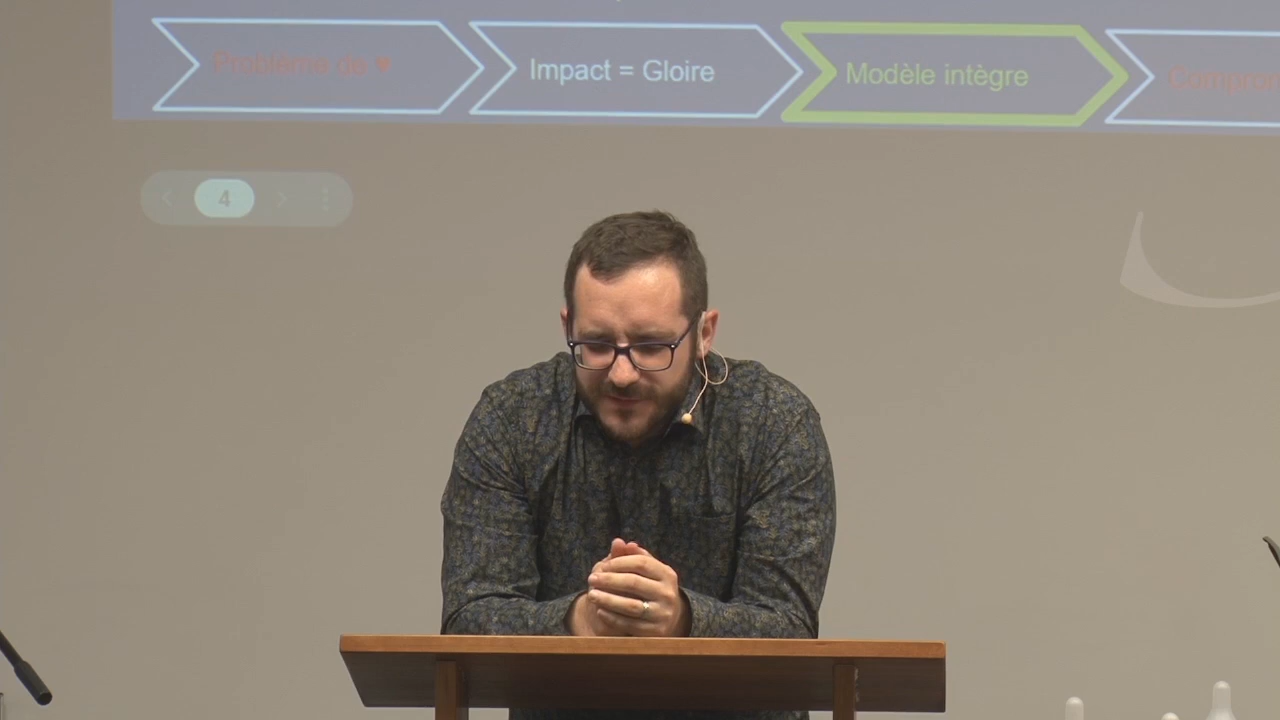 Problème de ♥
Impact = Gloire
Modèle intègre
4